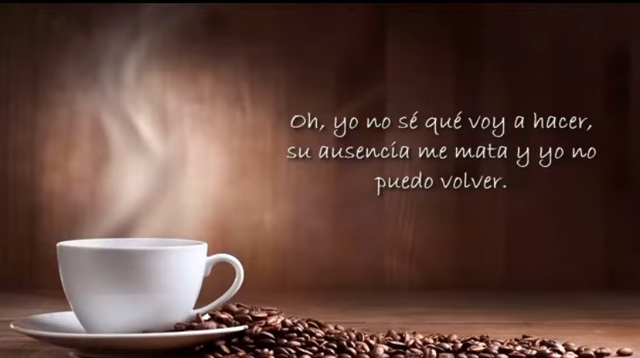 Oh, yo no sé qué voy a hacer,
su ausencia me mata y yo no
puedo volver.